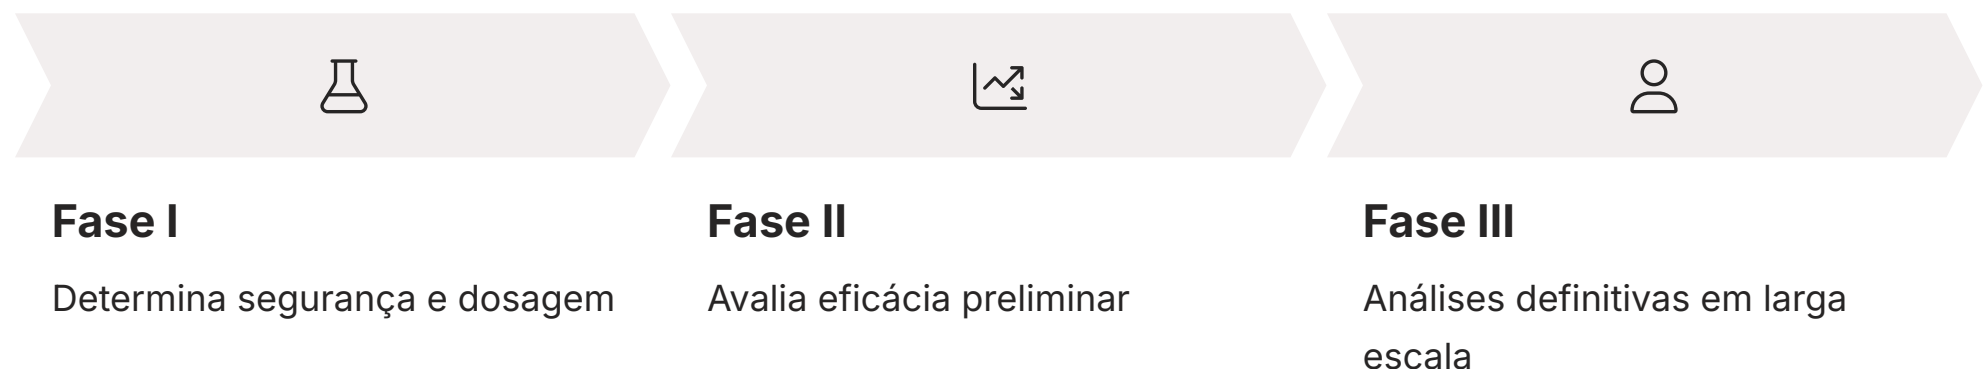 Fase I
Determina segurança e dosagem
Fase II
Avalia eficácia preliminar
Fase III
Análises definitivas em larga
escala